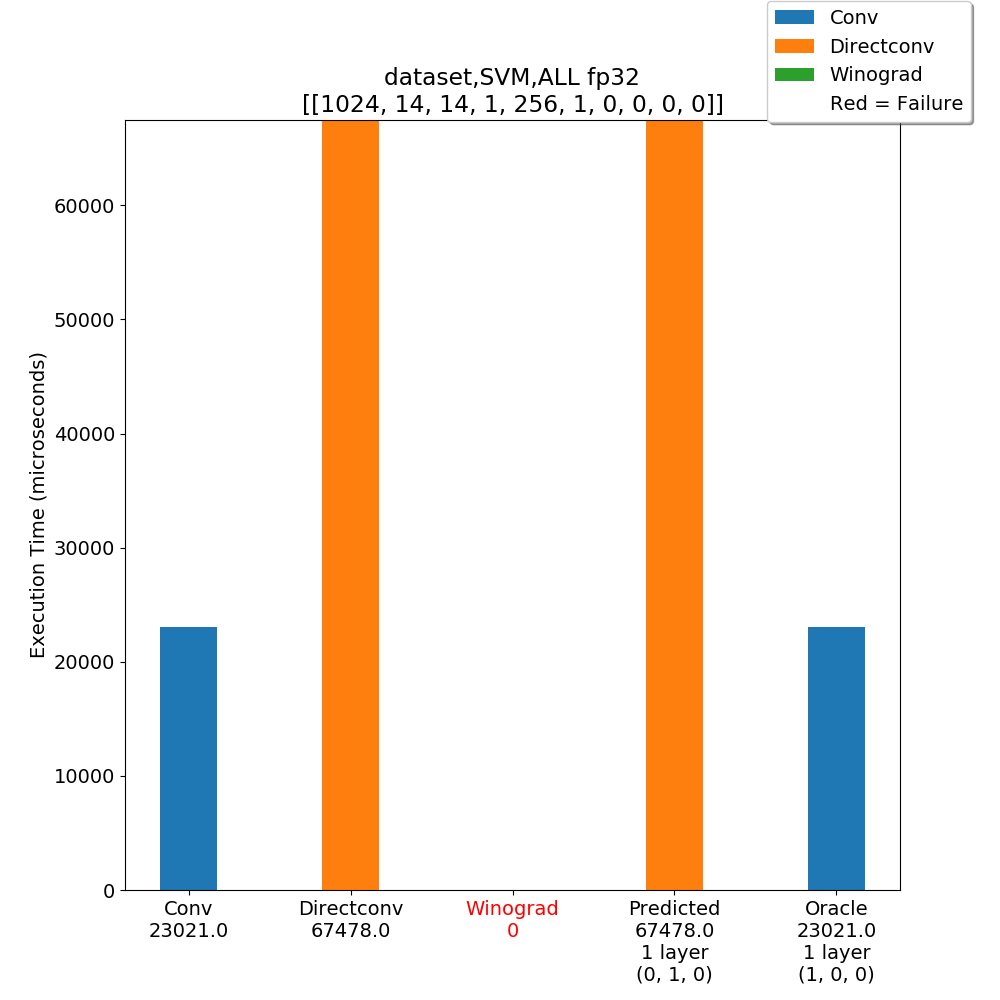 Conv
Directconv
Winograd
Red = Failure
dataset,SVM,ALL fp32
[[1024, 14, 14, 1, 256, 1, 0, 0, 0, 0]]
Execution Time (microseconds)
60000
50000
40000
30000
20000
10000
0
Conv
23021.0
Directconv
67478.0
Winograd
0
Predicted
67478.0
1 layer
(0, 1, 0)
Oracle
23021.0
1 layer
(1, 0, 0)